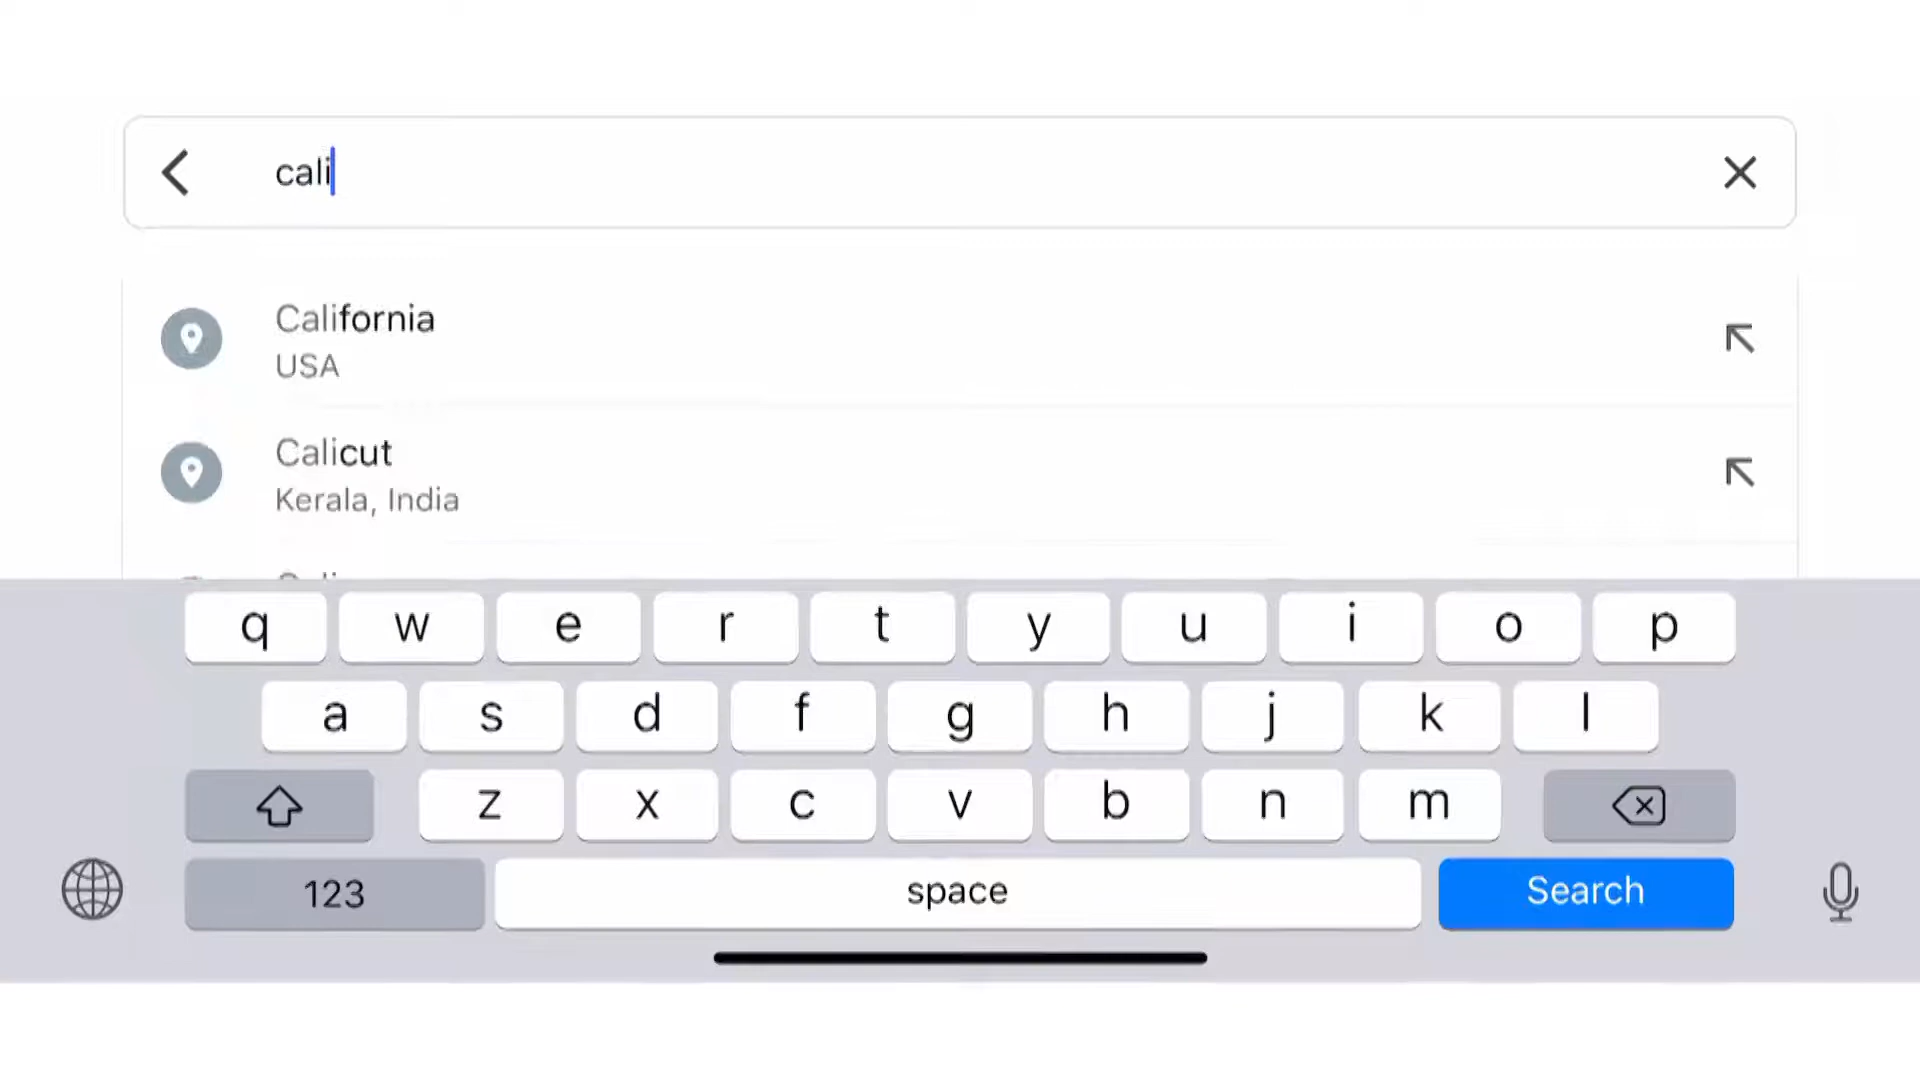 cali
California
USA
Calicut
Kerala, India
q w e r t y u i o p
a s d f g h j k l
z x c v b n m
123 space Search